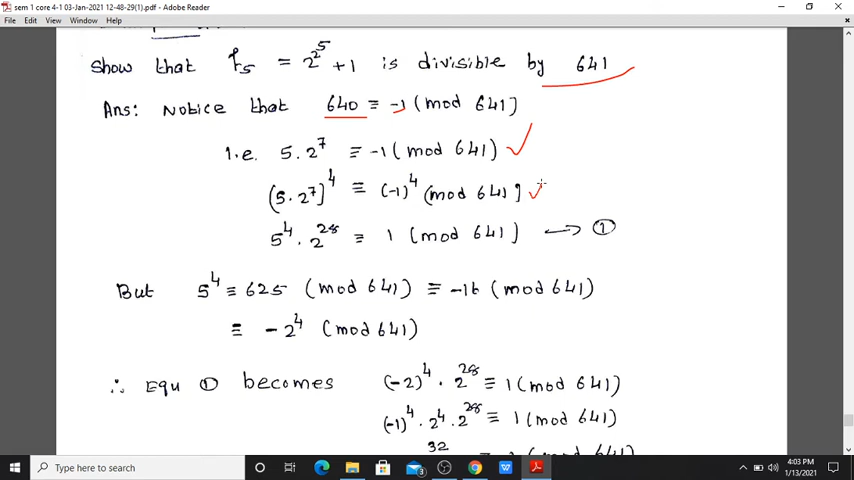 sem 1 core 4-1 03-Jan-2021 12-48-29(1).pdf - Adobe Reader
File Edit View Window Help
Show that F₅ = 2^2^5 + 1 is divisible by 641
Ans: Notice that 640 ≡ -1 (mod 641)
I.e. 5.2^7 ≡ -1 (mod 641)
(5.2^7)^4 ≡ (-1)^4 (mod 641)
5^4 . 2^28 ≡ 1 (mod 641) → ①
But 5^4 ≡ 625 (mod 641) ≡ -16 (mod 641)
≡ - 2^4 (mod 641)
∴ Equ ① becomes (-2)^4 . 2^28 ≡ 1 (mod 641)
(-1)^4 . 2^4 . 2^28 ≡ 1 (mod 641)
32
Type here to search
3
W
4:03 PM
1/13/2021